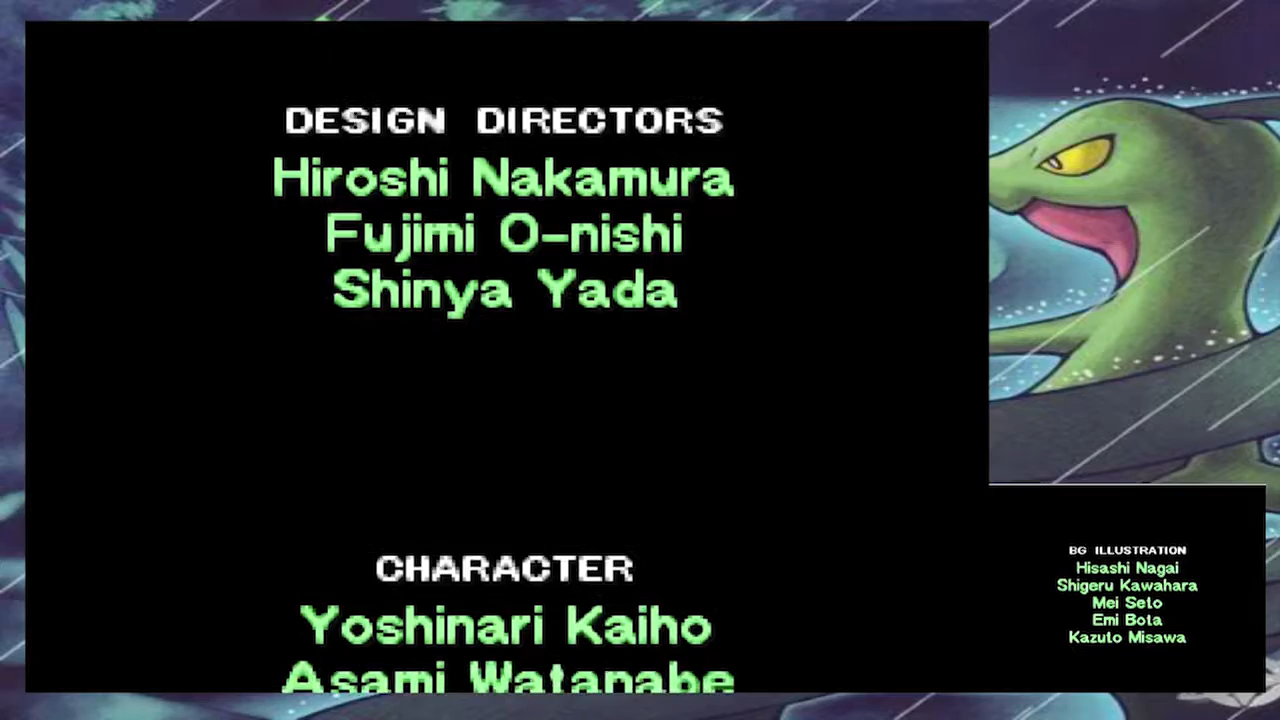 DESIGN DIRECTORS
Hiroshi Nakamura
Fujimi O-nishi
Shinya Yada
CHARACTER
Yoshinari Kaiho
Asami Watanabe
BG ILLUSTRATION
Hisashi Nagai
Shigeru Kawahara
Mei Seto
Emi Bota
Kazuto Misawa